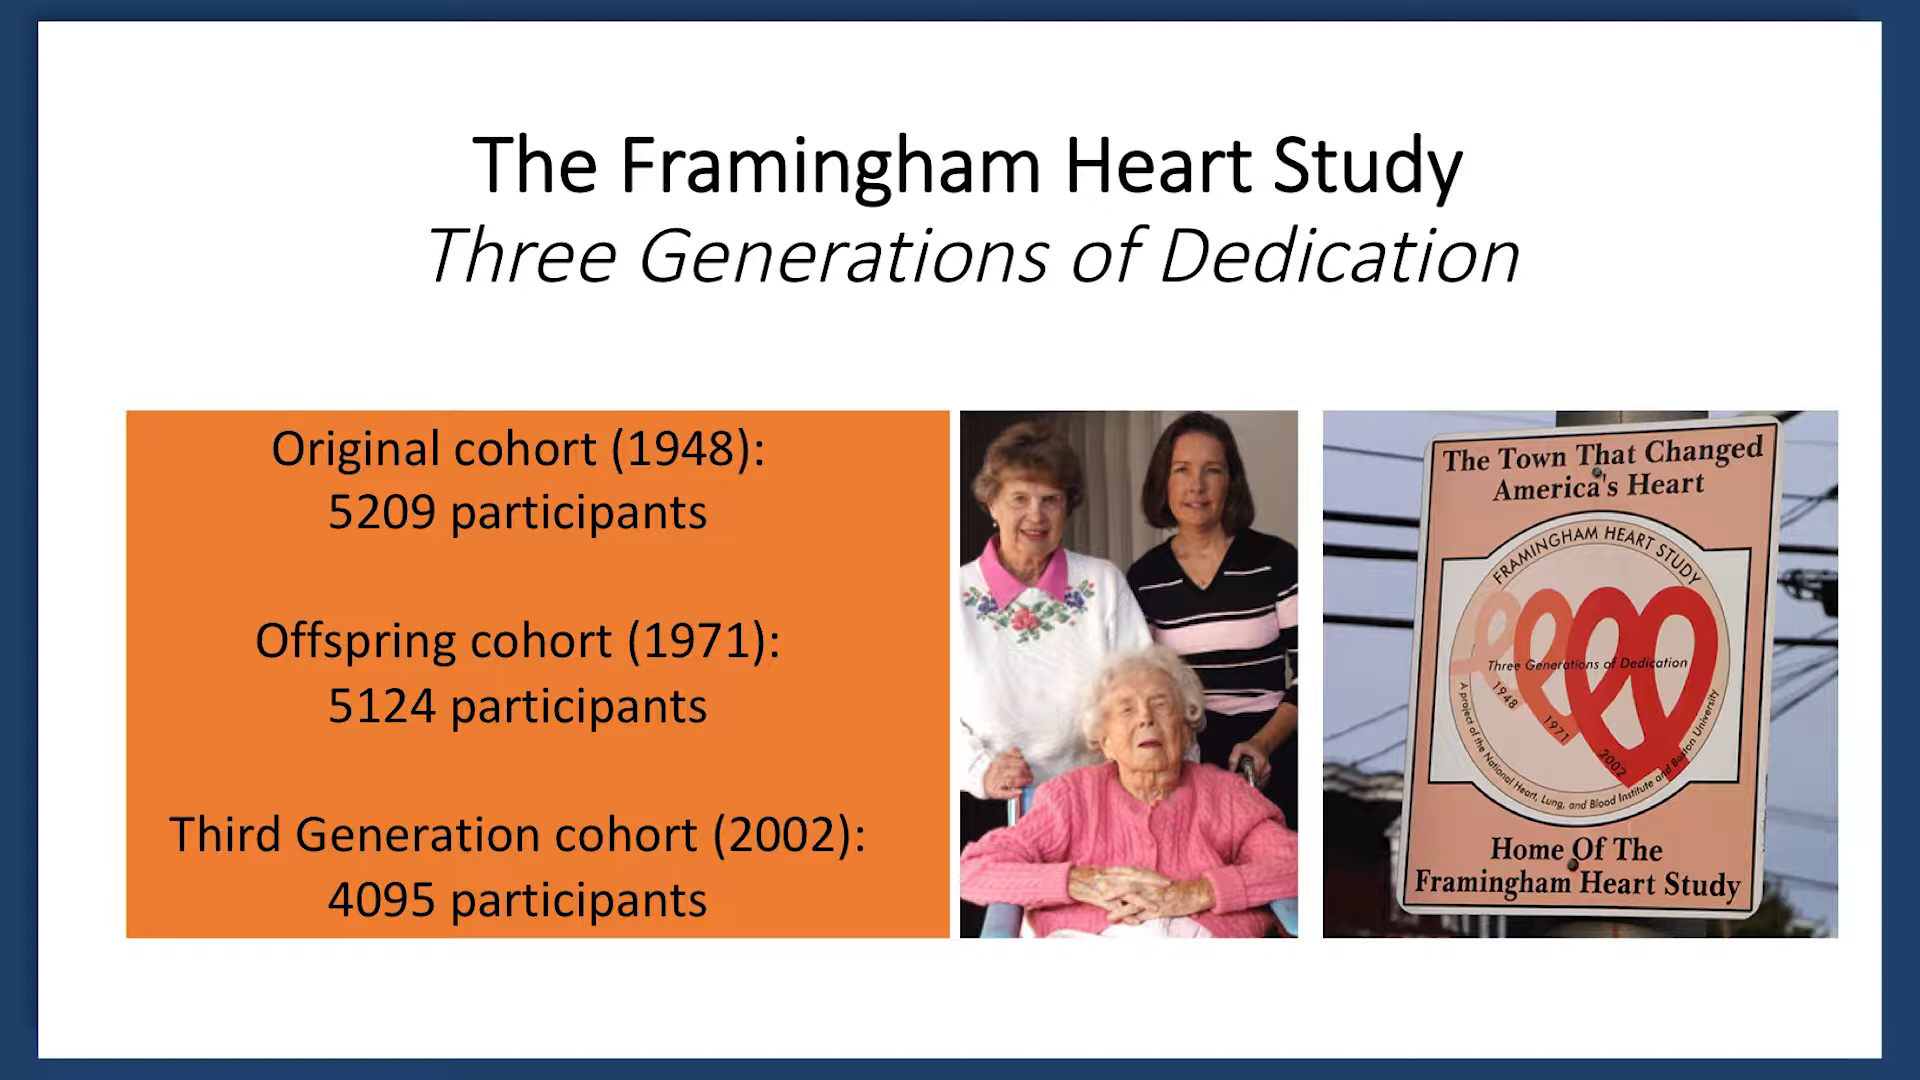 The Framingham Heart Study
Three Generations of Dedication
Original cohort (1948):
5209 participants
Offspring cohort (1971):
5124 participants
Third Generation cohort (2002):
4095 participants
The Town That Changed
America's Heart
FRAMINGHAM HEART STUDY
Three Generations of Dedication
1948
1971
2002
A project of the National Heart, Lung, and Blood Institute and Boston University
Home Of The
Framingham Heart Study